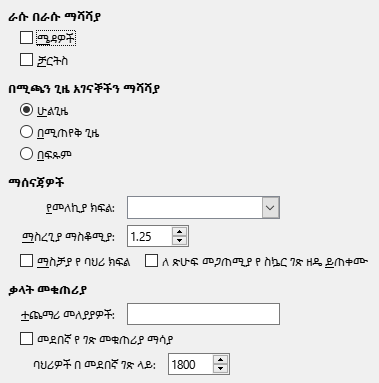 ራሱ በራሱ ማሻሻያ
ሜዳዎች
ቻርትስ
በሚጫን ጊዜ አገናኞችን ማሻሻያ
ሁልጊዜ
በሚጠየቅ ጊዜ
በፍጹም
ማሰናጃዎች
የመለኪያ ክፍል:
ማስረጊያ ማስቆሚያ: 1.25
ማስቻያ የ ባህሪ ክፍል ለ ጽሁፍ መጋጠሚያ የ ስኴር ገጽ ዘዴ ይጠቀሙ
ቃላት መቁጠሪያ
ተጨማሪ መለያያዎች:
መደበኛ የ ገጽ መቁጠሪያ ማሳያ
ባህሪዎች በ መደበኛ ገጽ ላይ: 1800